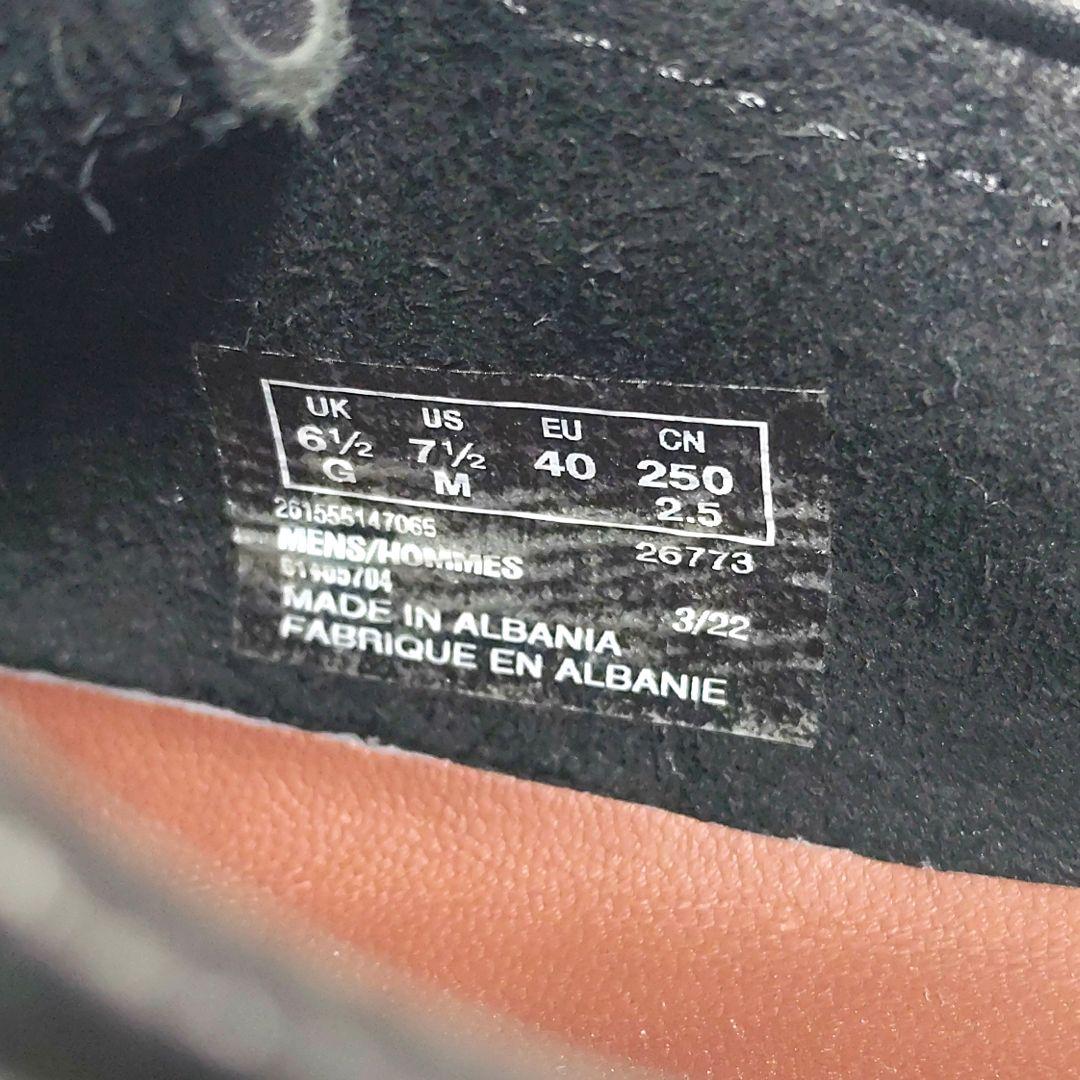 UK US EU CN
6½ 7½ 40 250
G M 2.5
261555147065
MENS/HOMMES 26773
MADE IN ALBANIA 3/22
FABRIQUE EN ALBANIE